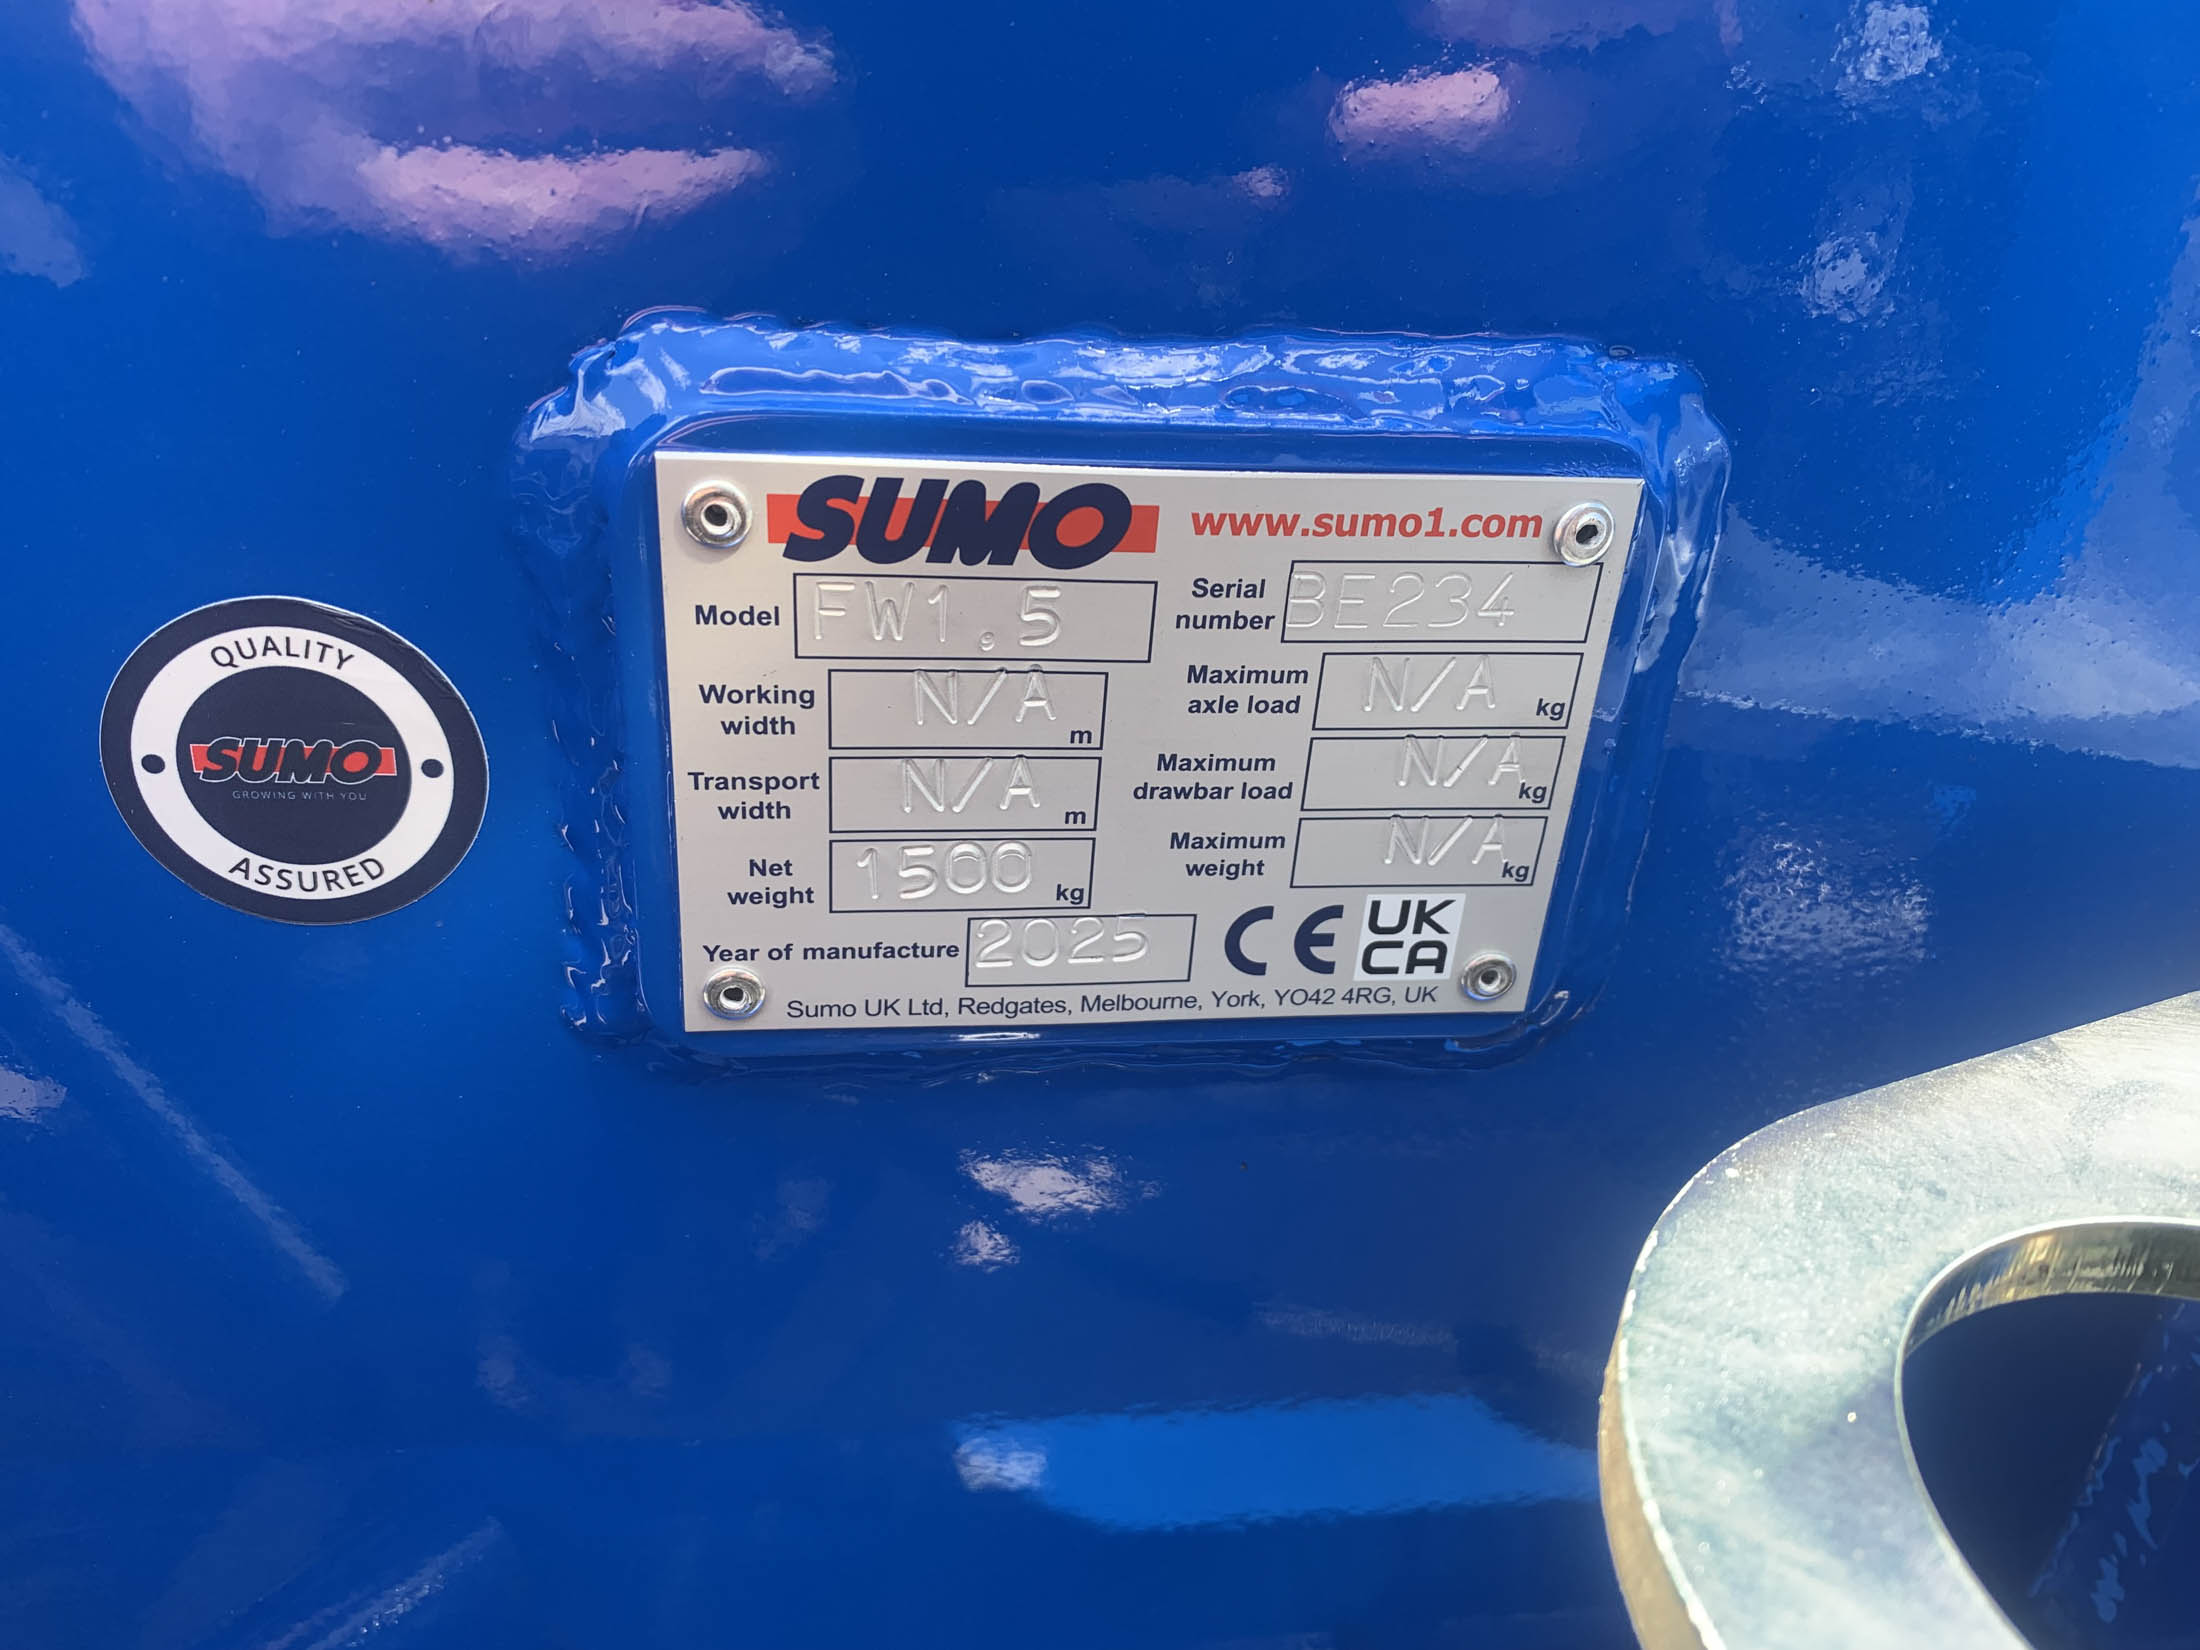 SUMO www.sumo1.com
Model FW1.5
Serial number BE234
Working width N/A m
Maximum axle load N/A kg
Transport width N/A m
Maximum drawbar load N/A kg
Net weight 1500 kg
Maximum weight N/A kg
Year of manufacture 2025 CE UK CA
Sumo UK Ltd, Redgates, Melbourne, York, YO42 4RG, UK
QUALITY
SUMO
GROWING WITH YOU
ASSURED